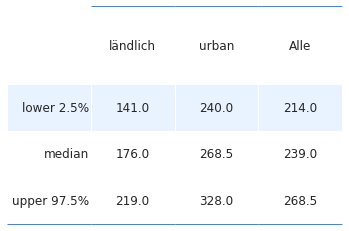 ländlich urban Alle
lower 2.5% 141.0 240.0 214.0
median 176.0 268.5 239.0
upper 97.5% 219.0 328.0 268.5